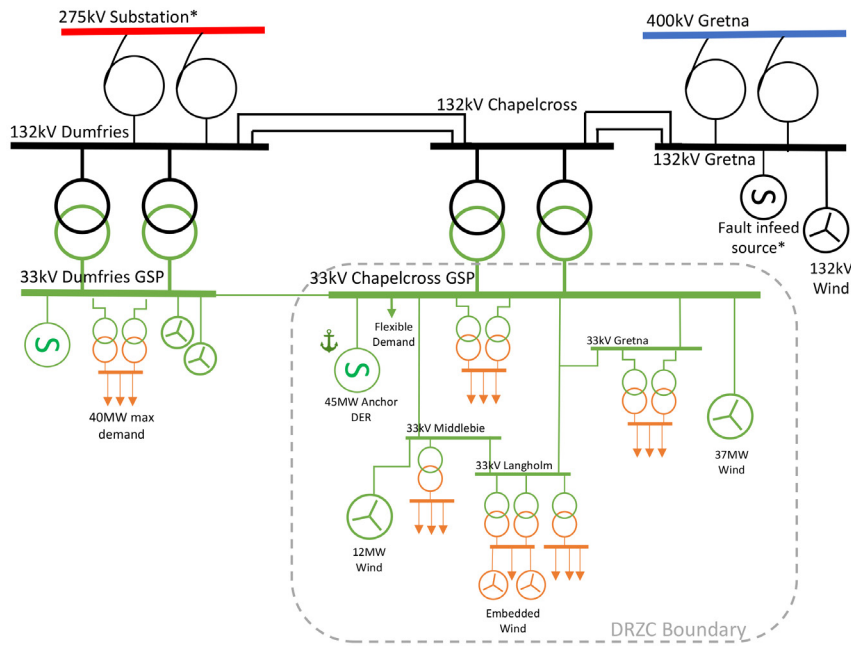 275kV Substation*
400kV Gretna
132kV Chapelcross
132kV Dumfries
132kV Gretna
Fault infeed
source*
132kV
Wind
33kV Dumfries GSP
33kV Chapelcross GSP
S
S
S
Flexible
Demand
33kV Gretna
40MW max
demand
45MW Anchor
DER
33kV Middlebie
37MW
Wind
33kV Langholm
12MW
Wind
Embedded
Wind
DRZC Boundary